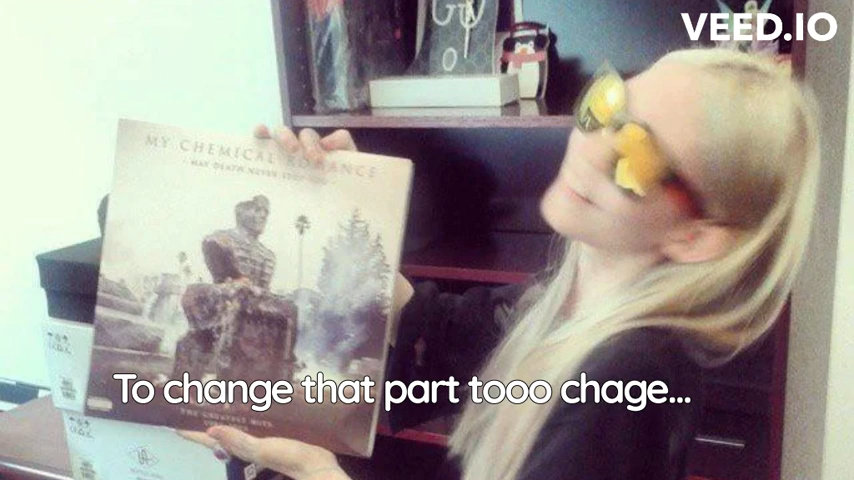 VEED.IO
MY CHEMICAL ROMANCE
MAY DEATH NEVER STOP YOU
To change that part tooo chage...
THE GREATEST HITS